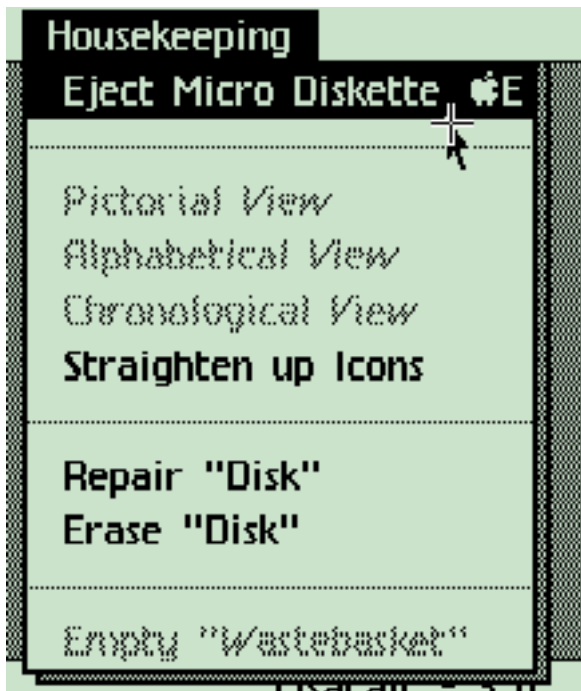 Housekeeping
Eject Micro Diskette E
Pictorial View
Alphabetical View
Chronological View
Straighten up Icons
Repair "Disk"
Erase "Disk"
Empty "Wastebasket"